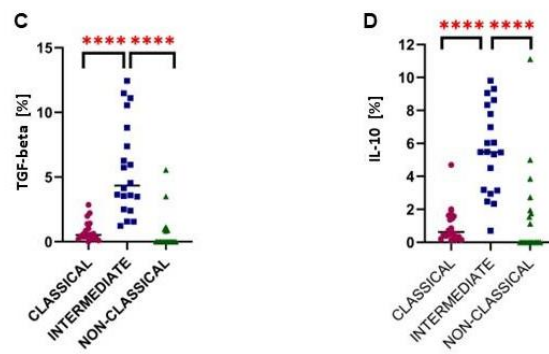 C
**** ****
15
10
5
0
TGF-beta [%]
CLASSICAL
INTERMEDIATE
NON-CLASSICAL
D
**** ****
12
10
8
6
4
2
0
IL-10 [%]
CLASSICAL
INTERMEDIATE
NON-CLASSICAL